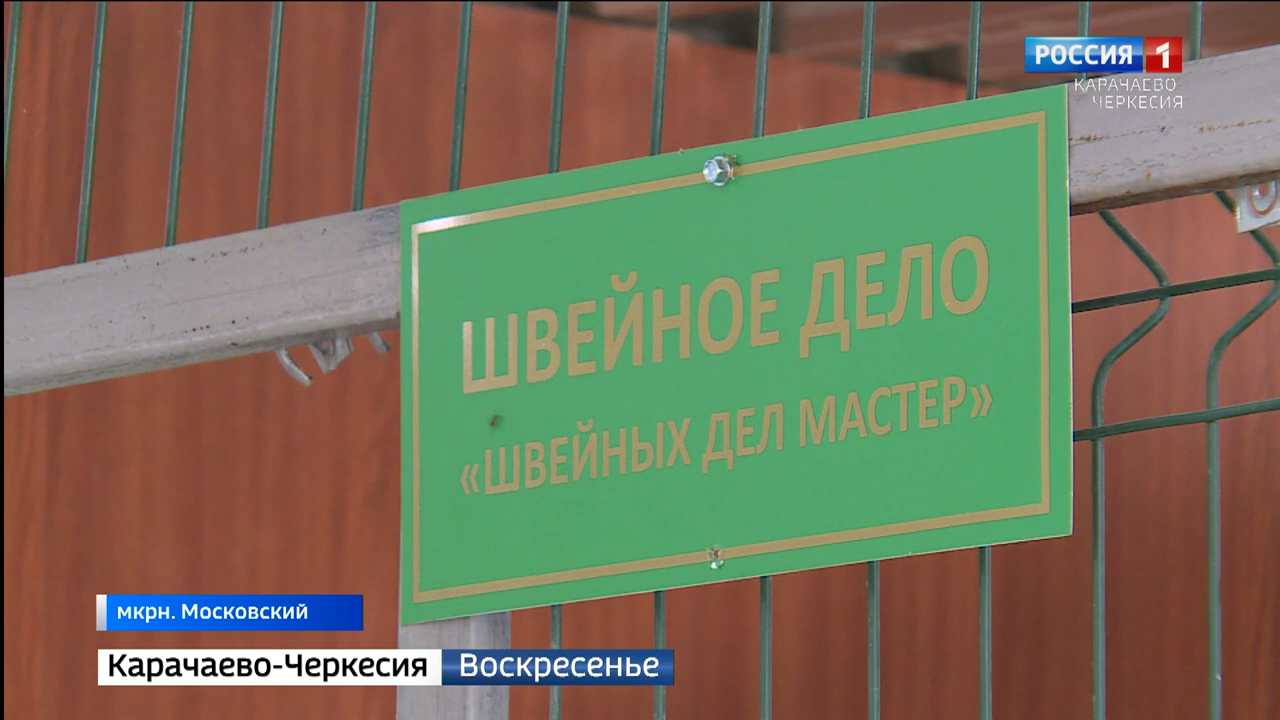 РОССИЯ 1
КАРАЧАЕВО-
ЧЕРКЕСИЯ
ШВЕЙНОЕ ДЕЛО
«ШВЕЙНЫХ ДЕЛ МАСТЕР»
мкрн. Московский
Карачаево-Черкесия Воскресенье